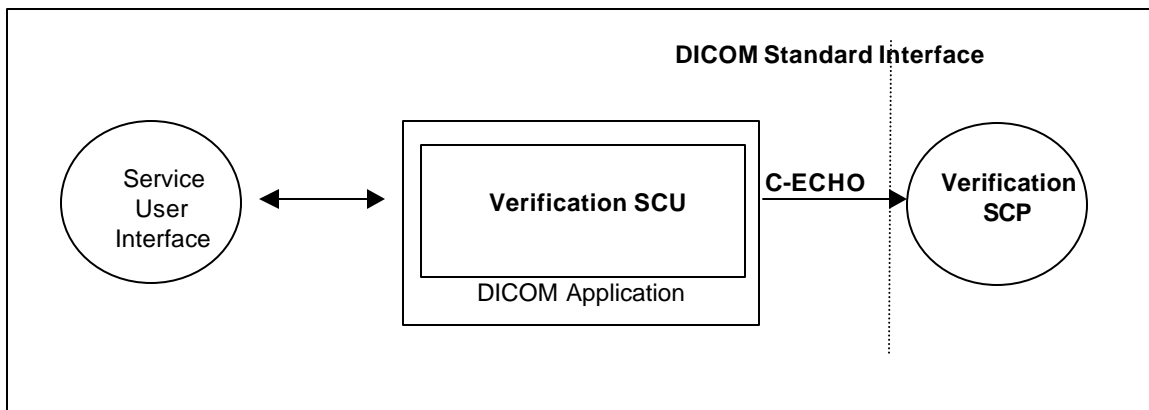 DICOM Standard Interface
Service
User
Interface
Verification SCU
DICOM Application
C-ECHO
Verification
SCP